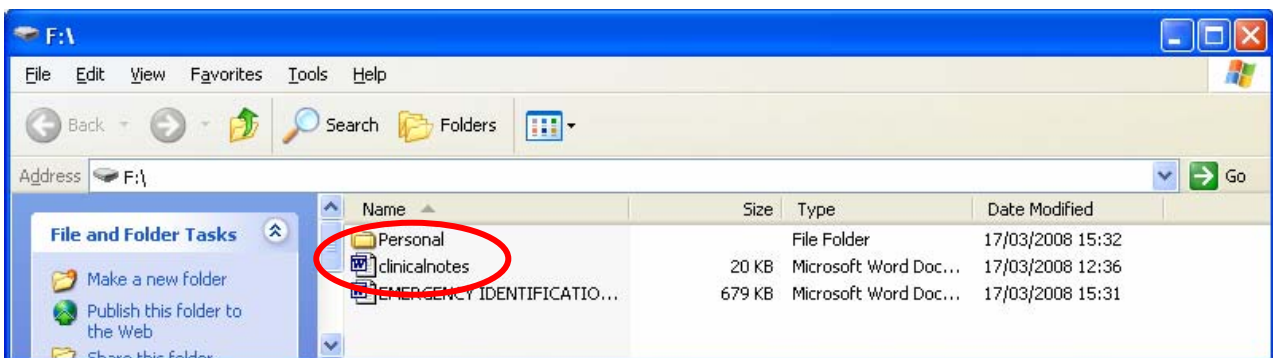 F:\
File Edit View Favorites Tools Help
Back Search Folders
Address F:\ Go
Name Size Type Date Modified
File and Folder Tasks
Personal File Folder 17/03/2008 15:32
clinicalnotes 20 KB Microsoft Word Doc... 17/03/2008 12:36
EMERGENCY IDENTIFICATIO... 679 KB Microsoft Word Doc... 17/03/2008 15:31
Make a new folder
Publish this folder to
the Web
Share this folder